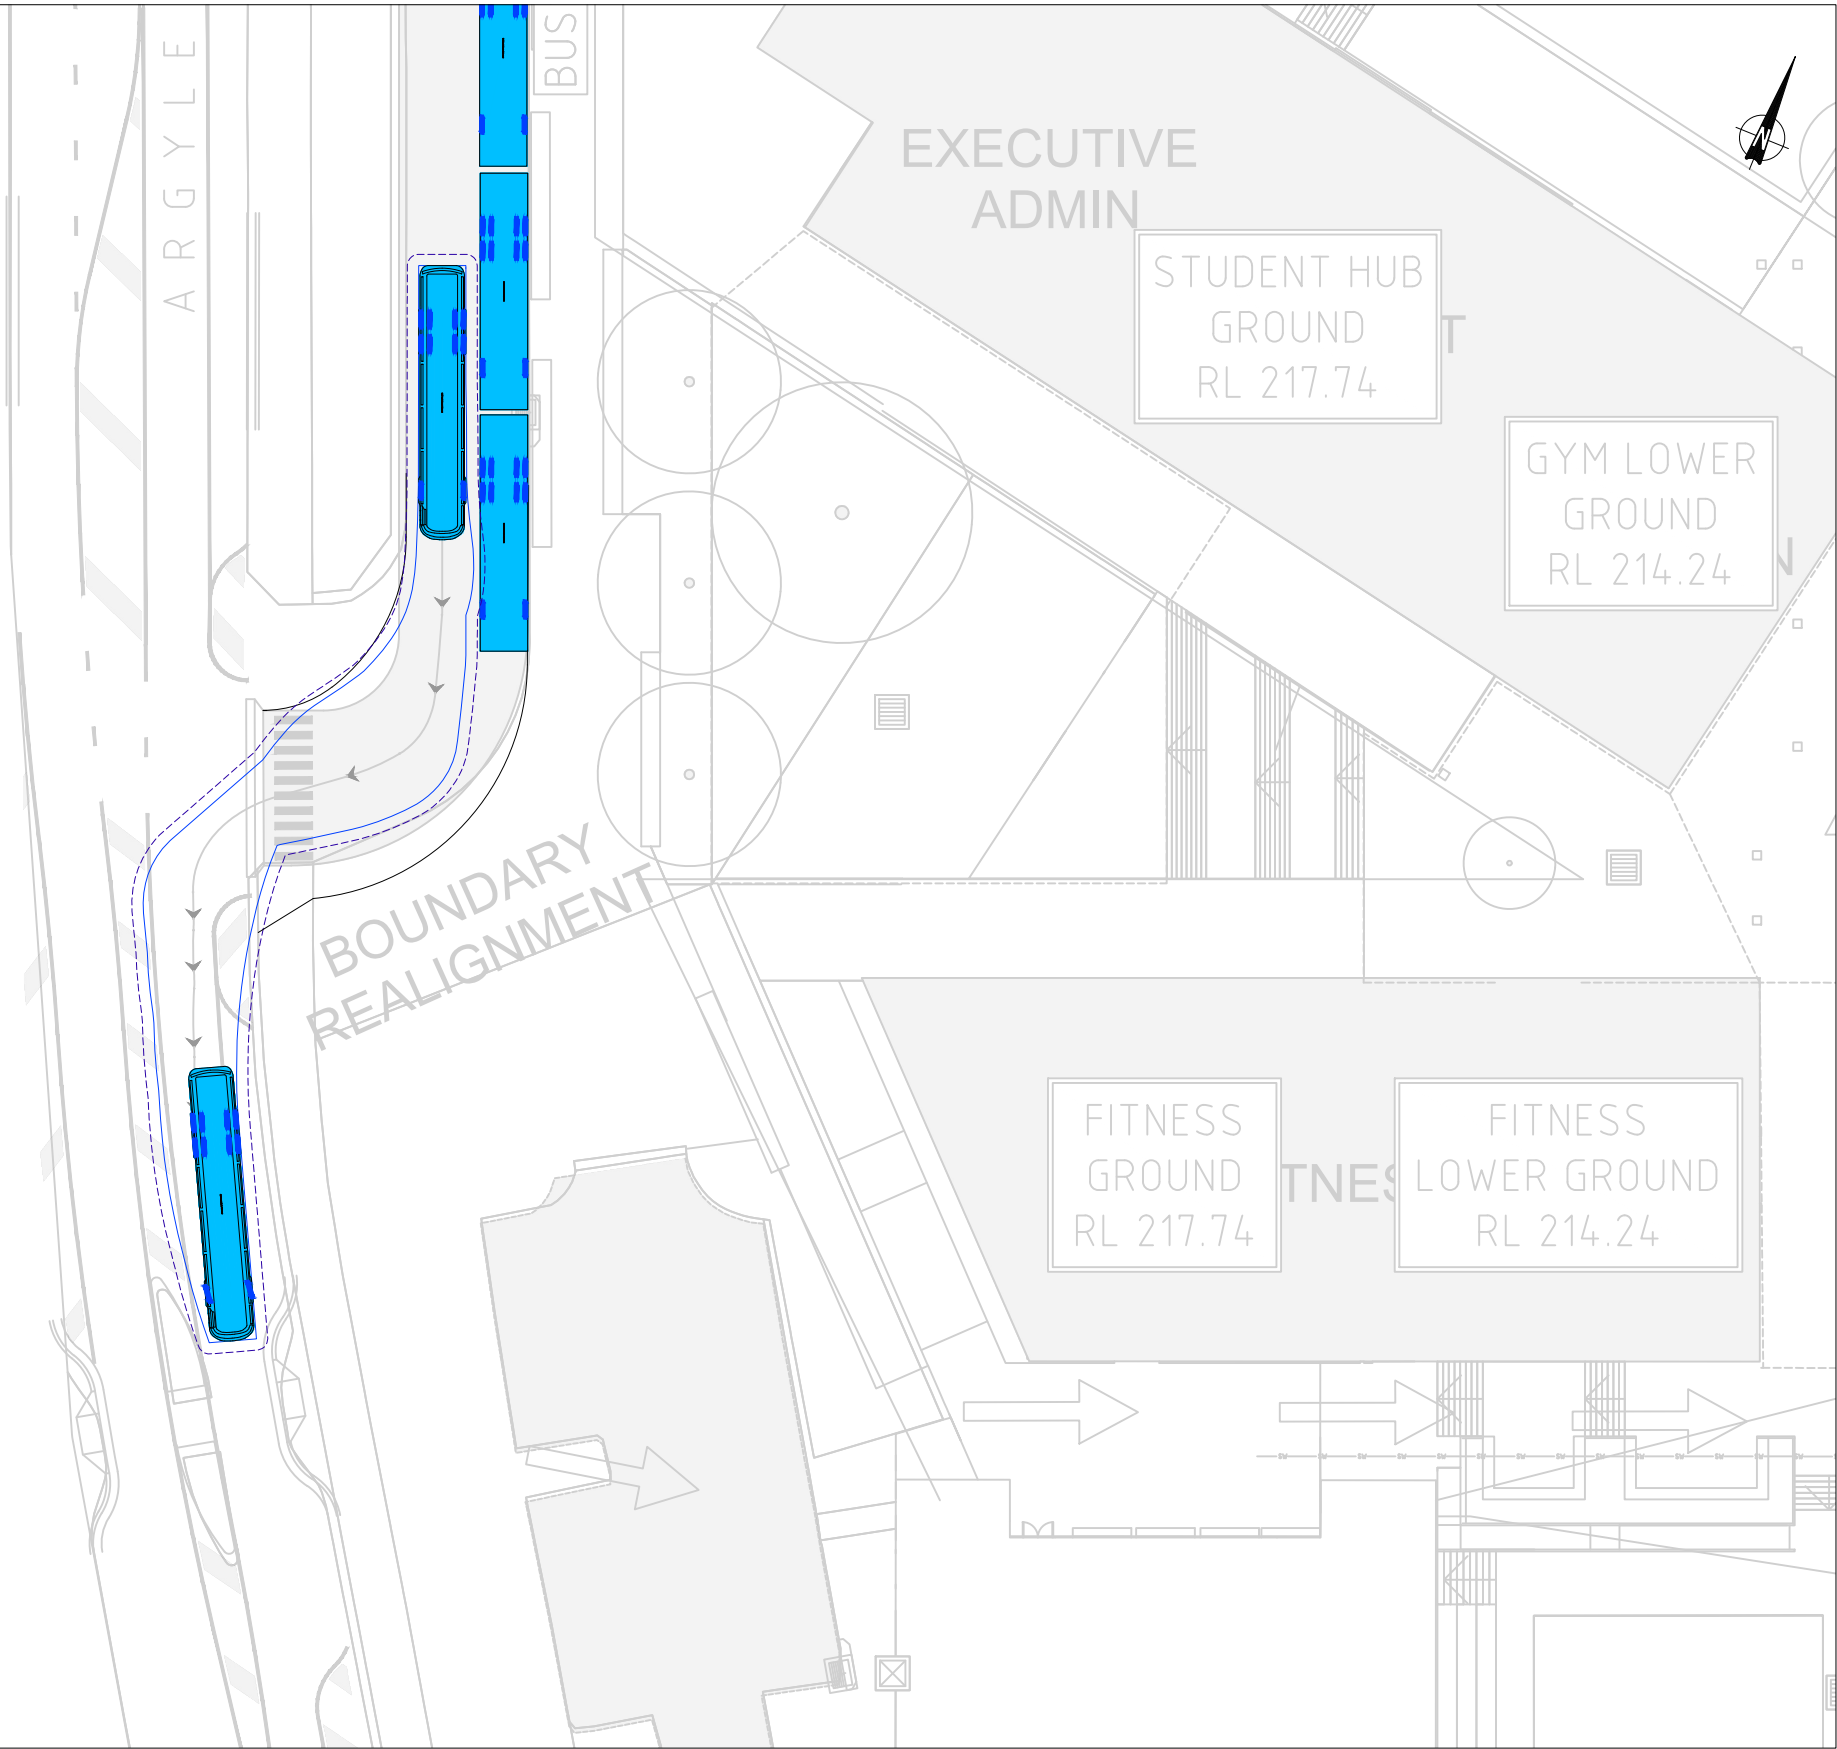 ARGYLE
BUS
EXECUTIVE
ADMIN
STUDENT HUB
GROUND
RL 217.74
T
GYM LOWER
GROUND
RL 214.24
N
BOUNDARY
REALIGNMENT
FITNESS
GROUND
RL 217.74
TNES
FITNESS
LOWER GROUND
RL 214.24